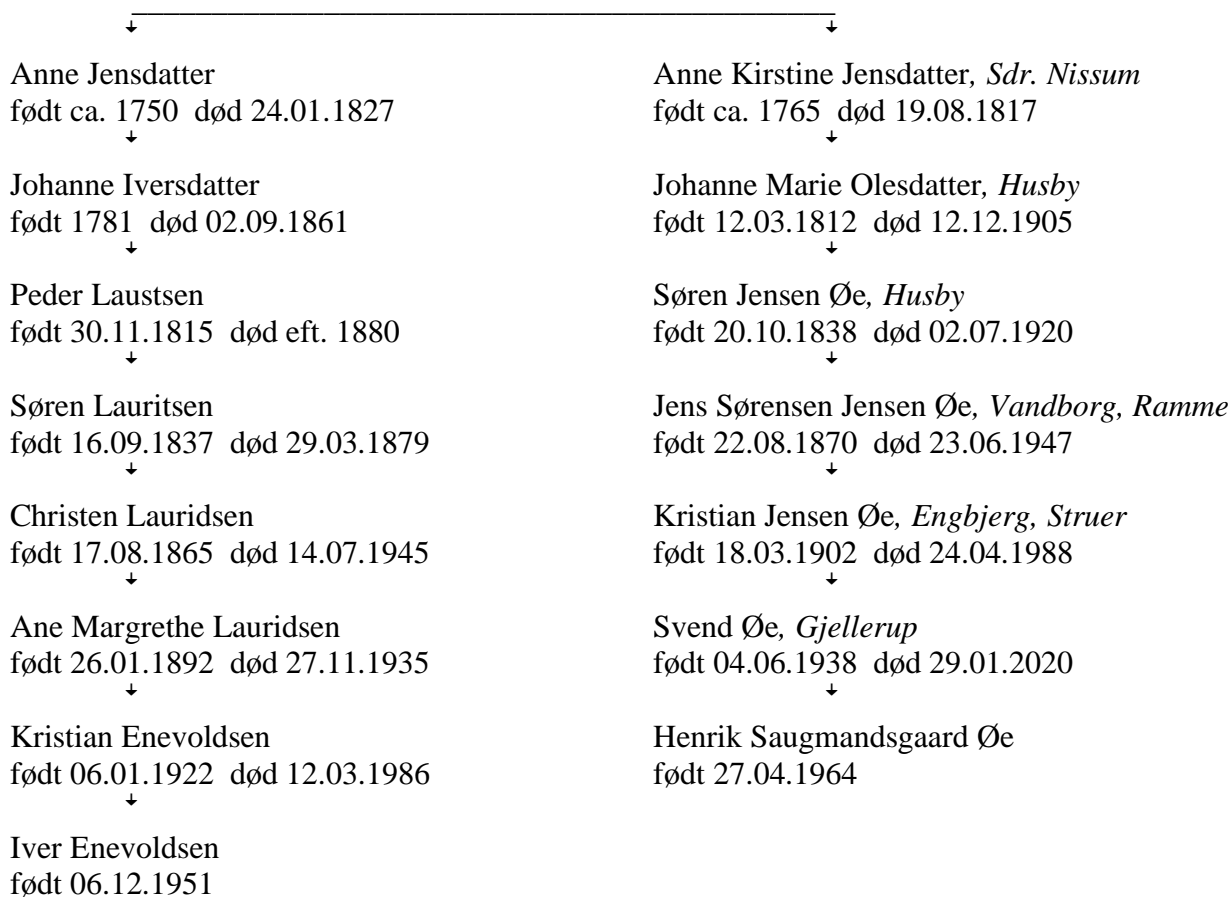 Anne Jensdatter
født ca. 1750 død 24.01.1827
Johanne Iversdatter
født 1781 død 02.09.1861
Peder Laustsen
født 30.11.1815 død eft. 1880
Søren Lauritsen
født 16.09.1837 død 29.03.1879
Christen Lauridsen
født 17.08.1865 død 14.07.1945
Ane Margrethe Lauridsen
født 26.01.1892 død 27.11.1935
Kristian Enevoldsen
født 06.01.1922 død 12.03.1986
Iver Enevoldsen
født 06.12.1951
Anne Kirstine Jensdatter, Sdr. Nissum
født ca. 1765 død 19.08.1817
Johanne Marie Olesdatter, Husby
født 12.03.1812 død 12.12.1905
Søren Jensen Øe, Husby
født 20.10.1838 død 02.07.1920
Jens Sørensen Jensen Øe, Vandborg, Ramme
født 22.08.1870 død 23.06.1947
Kristian Jensen Øe, Engbjerg, Struer
født 18.03.1902 død 24.04.1988
Svend Øe, Gjellerup
født 04.06.1938 død 29.01.2020
Henrik Saugmandsgaard Øe
født 27.04.1964